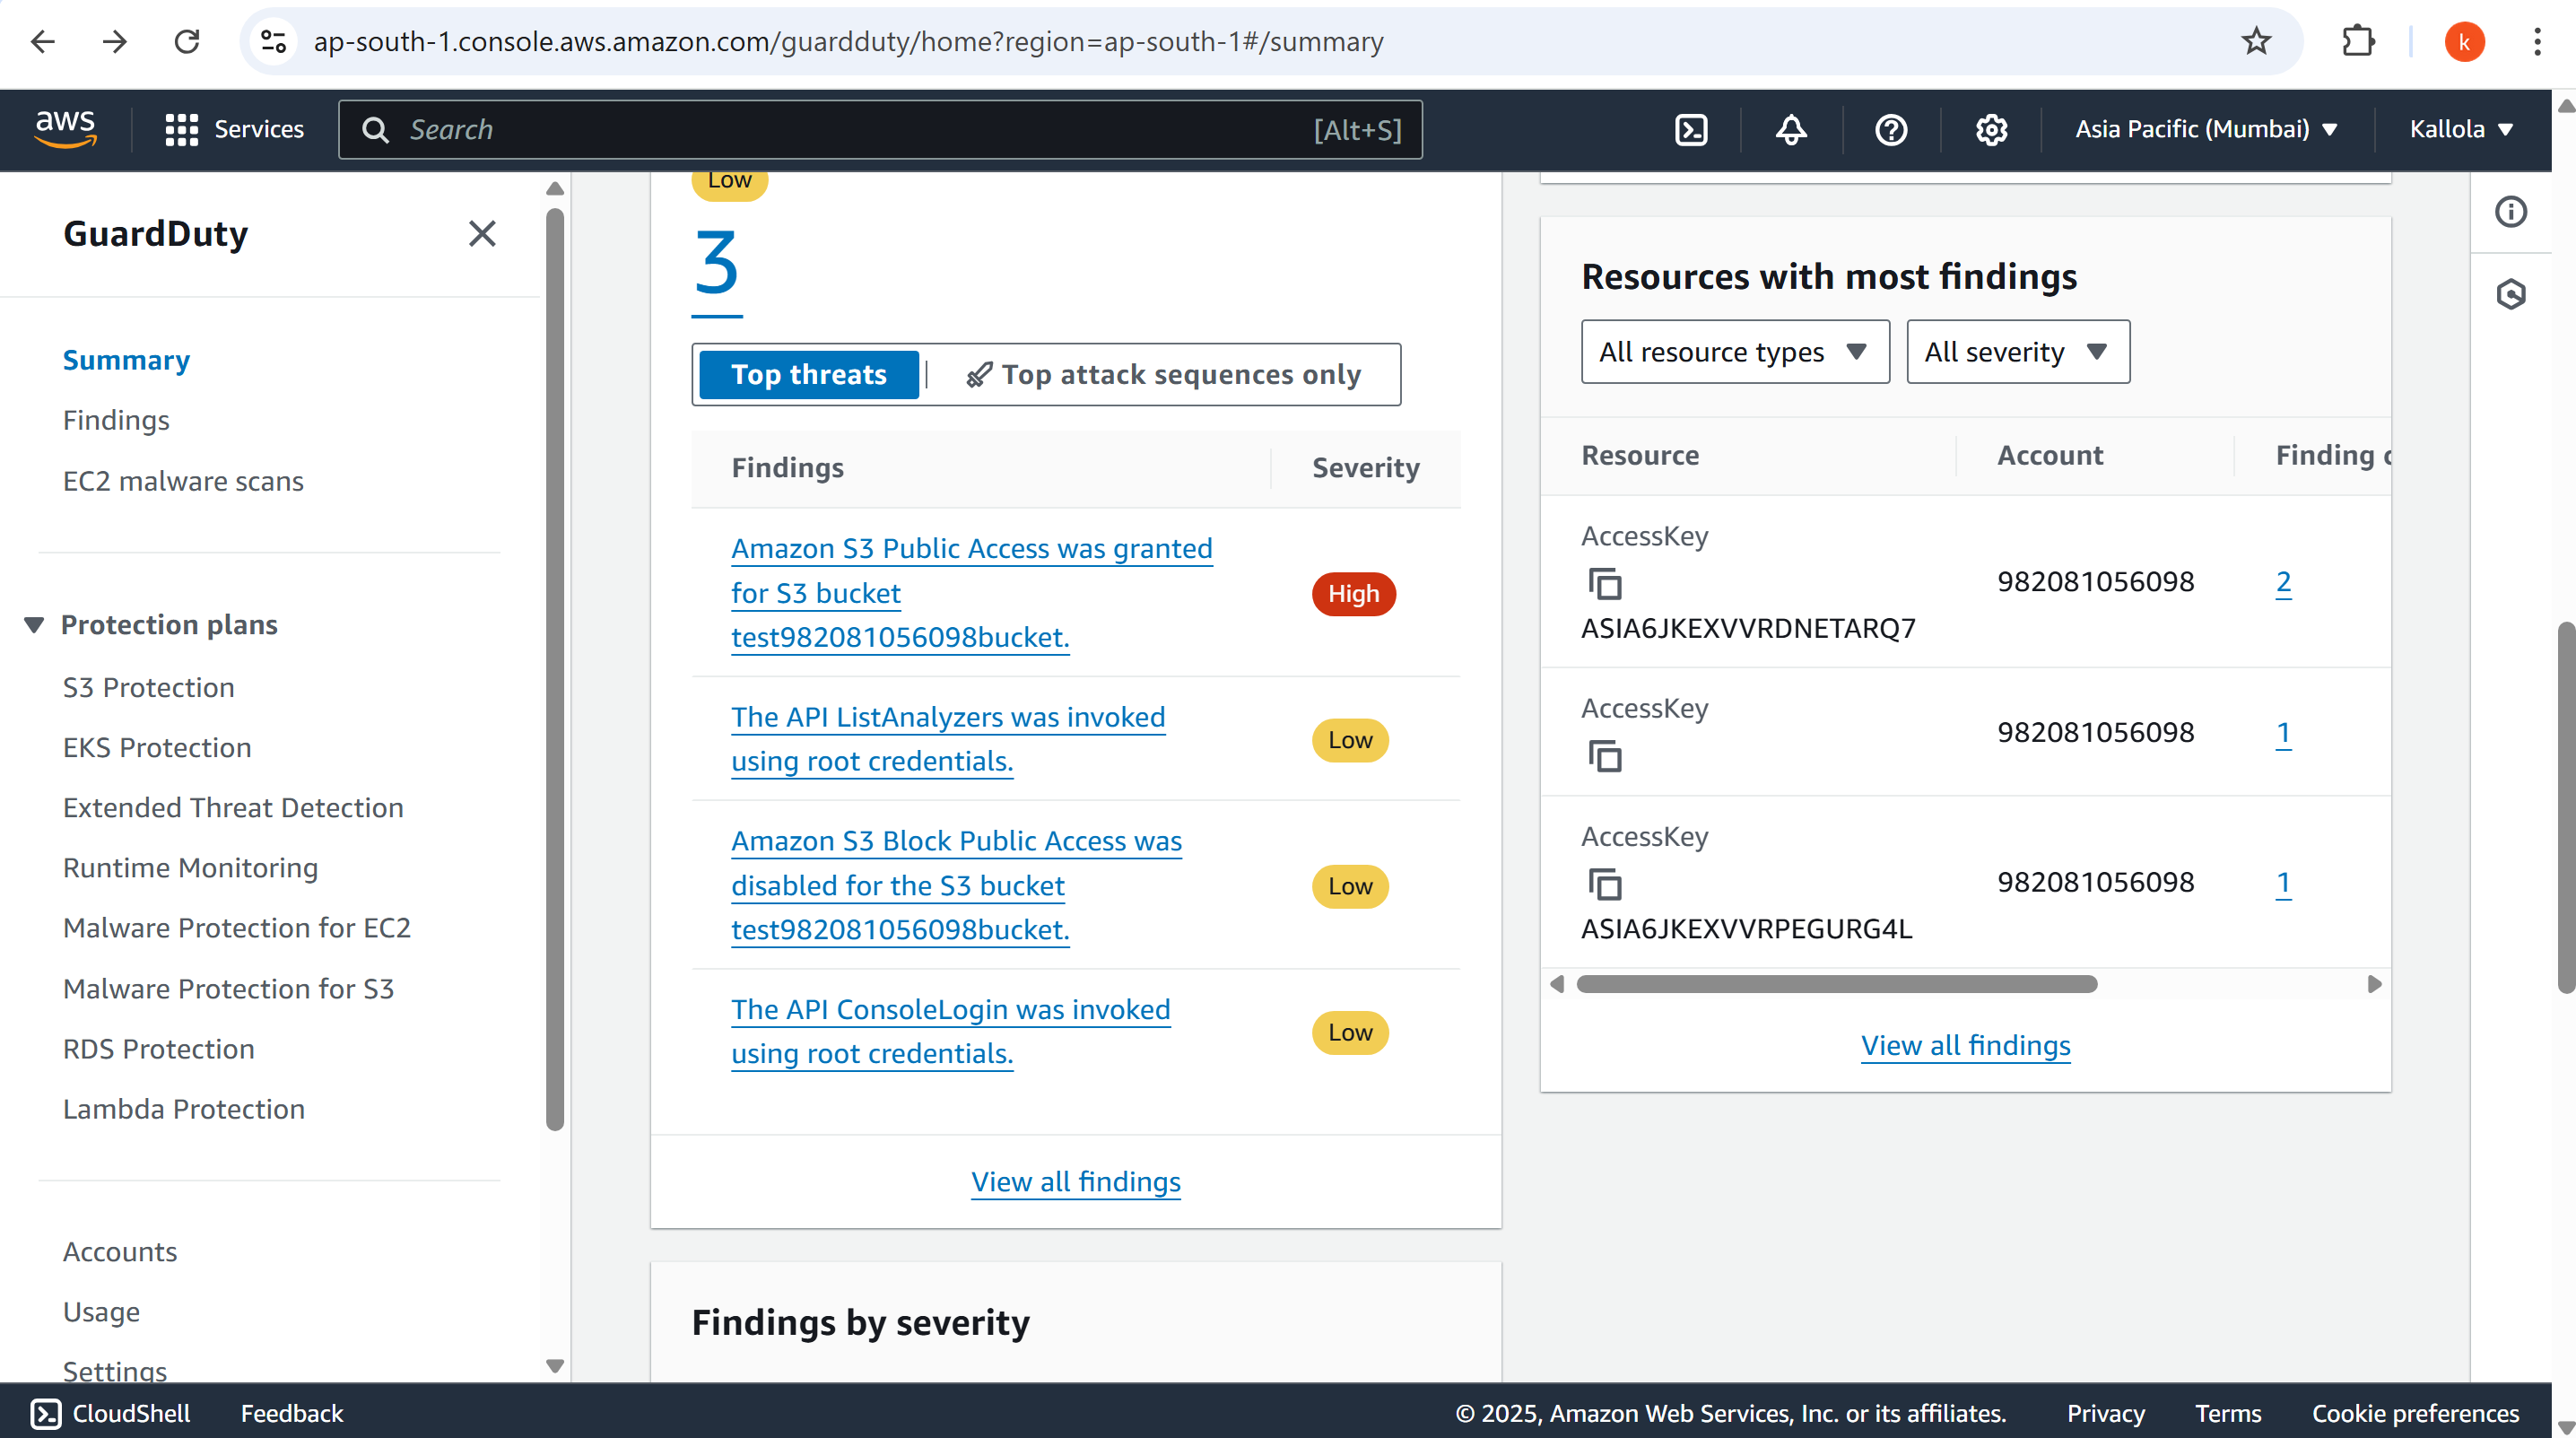 ap-south-1.console.aws.amazon.com/guardduty/home?region=ap-south-1#/summary
k
aws
Services
Search
[Alt+S]
Asia Pacific (Mumbai)
Kallola
GuardDuty
Summary
Findings
EC2 malware scans
Protection plans
S3 Protection
EKS Protection
Extended Threat Detection
Runtime Monitoring
Malware Protection for EC2
Malware Protection for S3
RDS Protection
Lambda Protection
Accounts
Usage
Settings
Low
3
Top threats
Top attack sequences only
Findings
Severity
Amazon S3 Public Access was granted
for S3 bucket
test982081056098bucket.
High
The API ListAnalyzers was invoked
using root credentials.
Low
Amazon S3 Block Public Access was
disabled for the S3 bucket
test982081056098bucket.
Low
The API ConsoleLogin was invoked
using root credentials.
Low
View all findings
Findings by severity
Resources with most findings
All resource types
All severity
Resource
Account
Finding
AccessKey
ASIA6JKEXVVRDNETARQ7
982081056098
2
AccessKey
982081056098
1
AccessKey
ASIA6JKEXVVRPEGURG4L
982081056098
1
View all findings
CloudShell
Feedback
© 2025, Amazon Web Services, Inc. or its affiliates.
Privacy
Terms
Cookie preferences